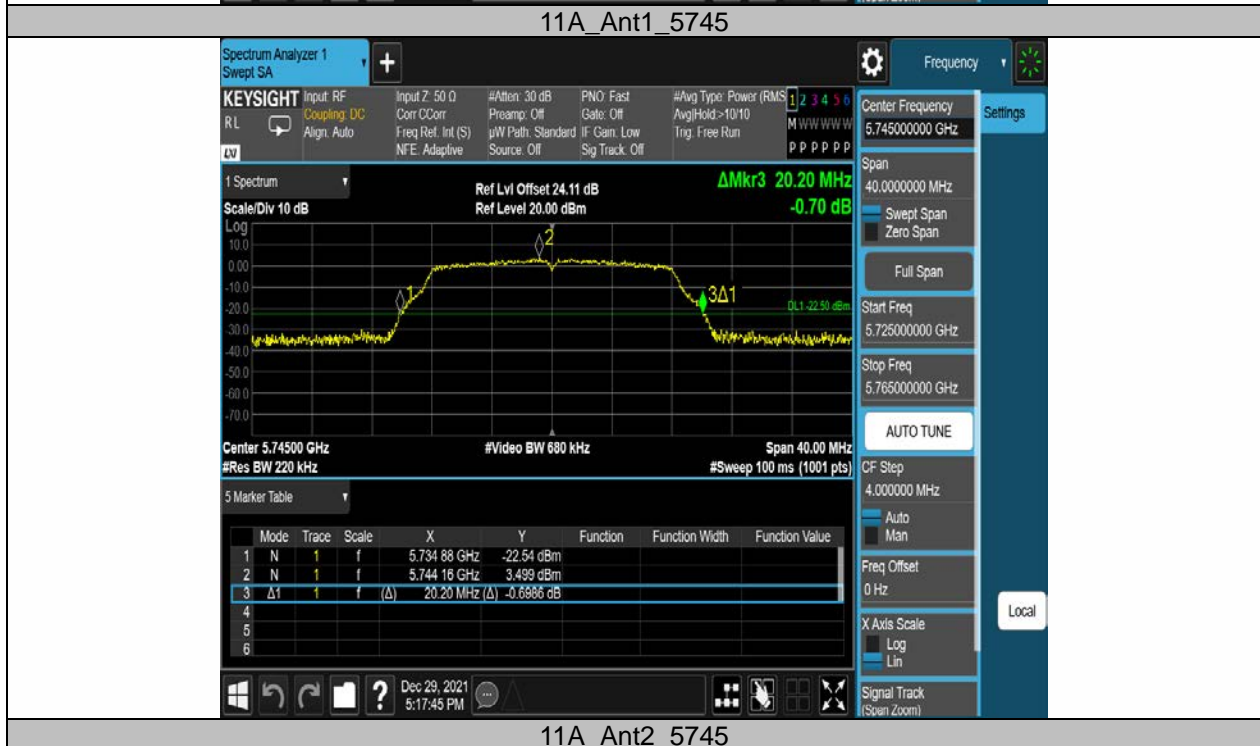 (Span Zoom)
11A_Ant1_5745
Spectrum Analyzer 1
Swept SA
+
Frequency
KEYSIGHT
RL
LXI
Input: RF
Coupling: DC
Align: Auto
Input Z: 50 Ω
Corr CCorr
Freq Ref: Int (S)
NFE: Adaptive
#Atten: 30 dB
Preamp: Off
µW Path: Standard
Source: Off
PNO: Fast
Gate: Off
IF Gain: Low
Sig Track: Off
#Avg Type: Power (RMS
Avg|Hold:>10/10
Trig: Free Run
1 2 3 4 5 6
M W W W W W
P P P P P P
Center Frequency
5.745000000 GHz
Settings
1 Spectrum
Ref Lvl Offset 24.11 dB
ΔMkr3 20.20 MHz
Scale/Div 10 dB
Ref Level 20.00 dBm
-0.70 dB
Span
40.0000000 MHz
Swept Span
Zero Span
Full Span
Log
10.0
0.00
-10.0
-20.0
-30.0
-40.0
-50.0
-60.0
-70.0
1
2
3Δ1
DL1 -22.50 dBm
Start Freq
5.725000000 GHz
Stop Freq
5.765000000 GHz
AUTO TUNE
Center 5.74500 GHz
#Video BW 680 kHz
Span 40.00 MHz
#Res BW 220 kHz
#Sweep 100 ms (1001 pts)
CF Step
4.000000 MHz
Auto
Man
5 Marker Table
Mode Trace Scale X Y Function Function Width Function Value
1 N 1 f 5.734 88 GHz -22.54 dBm
2 N 1 f 5.744 16 GHz 3.499 dBm
3 Δ1 1 f (Δ) 20.20 MHz (Δ) -0.6986 dB
4
5
6
Freq Offset
0 Hz
X Axis Scale
Log
Lin
Local
Signal Track
(Span Zoom)
?
Dec 29, 2021
5:17:45 PM
11A_Ant2_5745